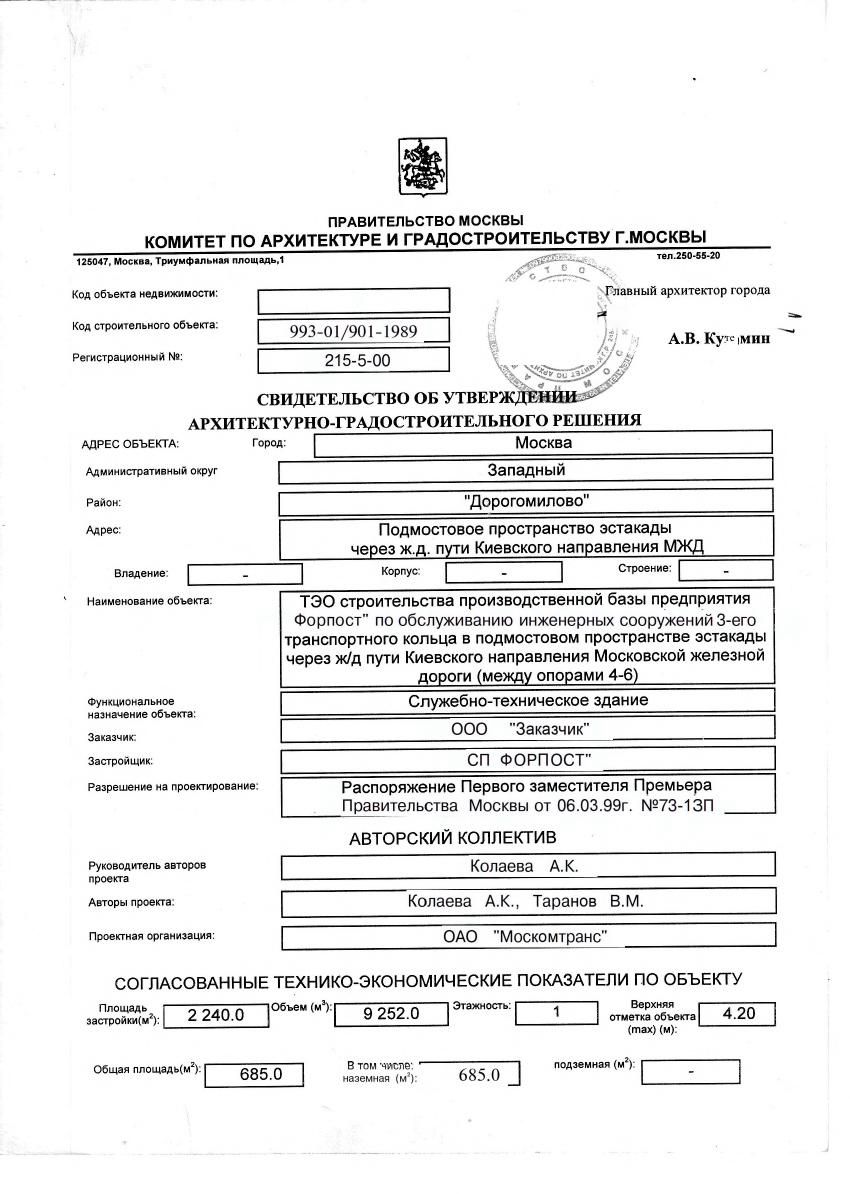 ПРАВИТЕЛЬСТВО МОСКВЫ
КОМИТЕТ ПО АРХИТЕКТУРЕ И ГРАДОСТРОИТЕЛЬСТВУ Г.МОСКВЫ
125047, Москва, Триумфальная площадь,1 тел.250-55-20
Код объекта недвижимости: Главный архитектор города
Код строительного объекта: 993-01/901-1989 А.В. Ку
Регистрационный №: 215-5-00
СВИДЕТЕЛЬСТВО ОБ УТВЕРЖДЕНИИ
АРХИТЕКТУРНО-ГРАДОСТРОИТЕЛЬНОГО РЕШЕНИЯ
АДРЕС ОБЪЕКТА: Город: Москва
Административный округ Западный
Район: "Дорогомилово"
Адрес: Подмостовое пространство эстакады
через ж.д. пути Киевского направления МЖД
Владение: - Корпус: - Строение: -
Наименование объекта: ТЭО строительства производственной базы предприятия
Форпост" по обслуживанию инженерных сооружений 3-его
транспортного кольца в подмостовом пространстве эстакады
через ж/д пути Киевского направления Московской железной
дороги (между опорами 4-6)
Функциональное
назначение объекта: Служебно-техническое здание
Заказчик: ООО "Заказчик"
Застройщик: СП ФОРПОСТ"
Разрешение на проектирование: Распоряжение Первого заместителя Премьера
Правительства Москвы от 06.03.99г. №73-1ЗП
АВТОРСКИЙ КОЛЛЕКТИВ
Руководитель авторов
проекта Колаева А.К.
Авторы проекта: Колаева А.К., Таранов В.М.
Проектная организация: ОАО "Москомтранс"
СОГЛАСОВАННЫЕ ТЕХНИКО-ЭКОНОМИЧЕСКИЕ ПОКАЗАТЕЛИ ПО ОБЪЕКТУ
Площадь
застройки(м²): 2 240.0 Объем (м³): 9 252.0 Этажность: 1 Верхняя
отметка объекта
(max) (м): 4.20
Общая площадь(м²): 685.0 В том числе:
наземная (м²): 685.0 подземная (м²): -